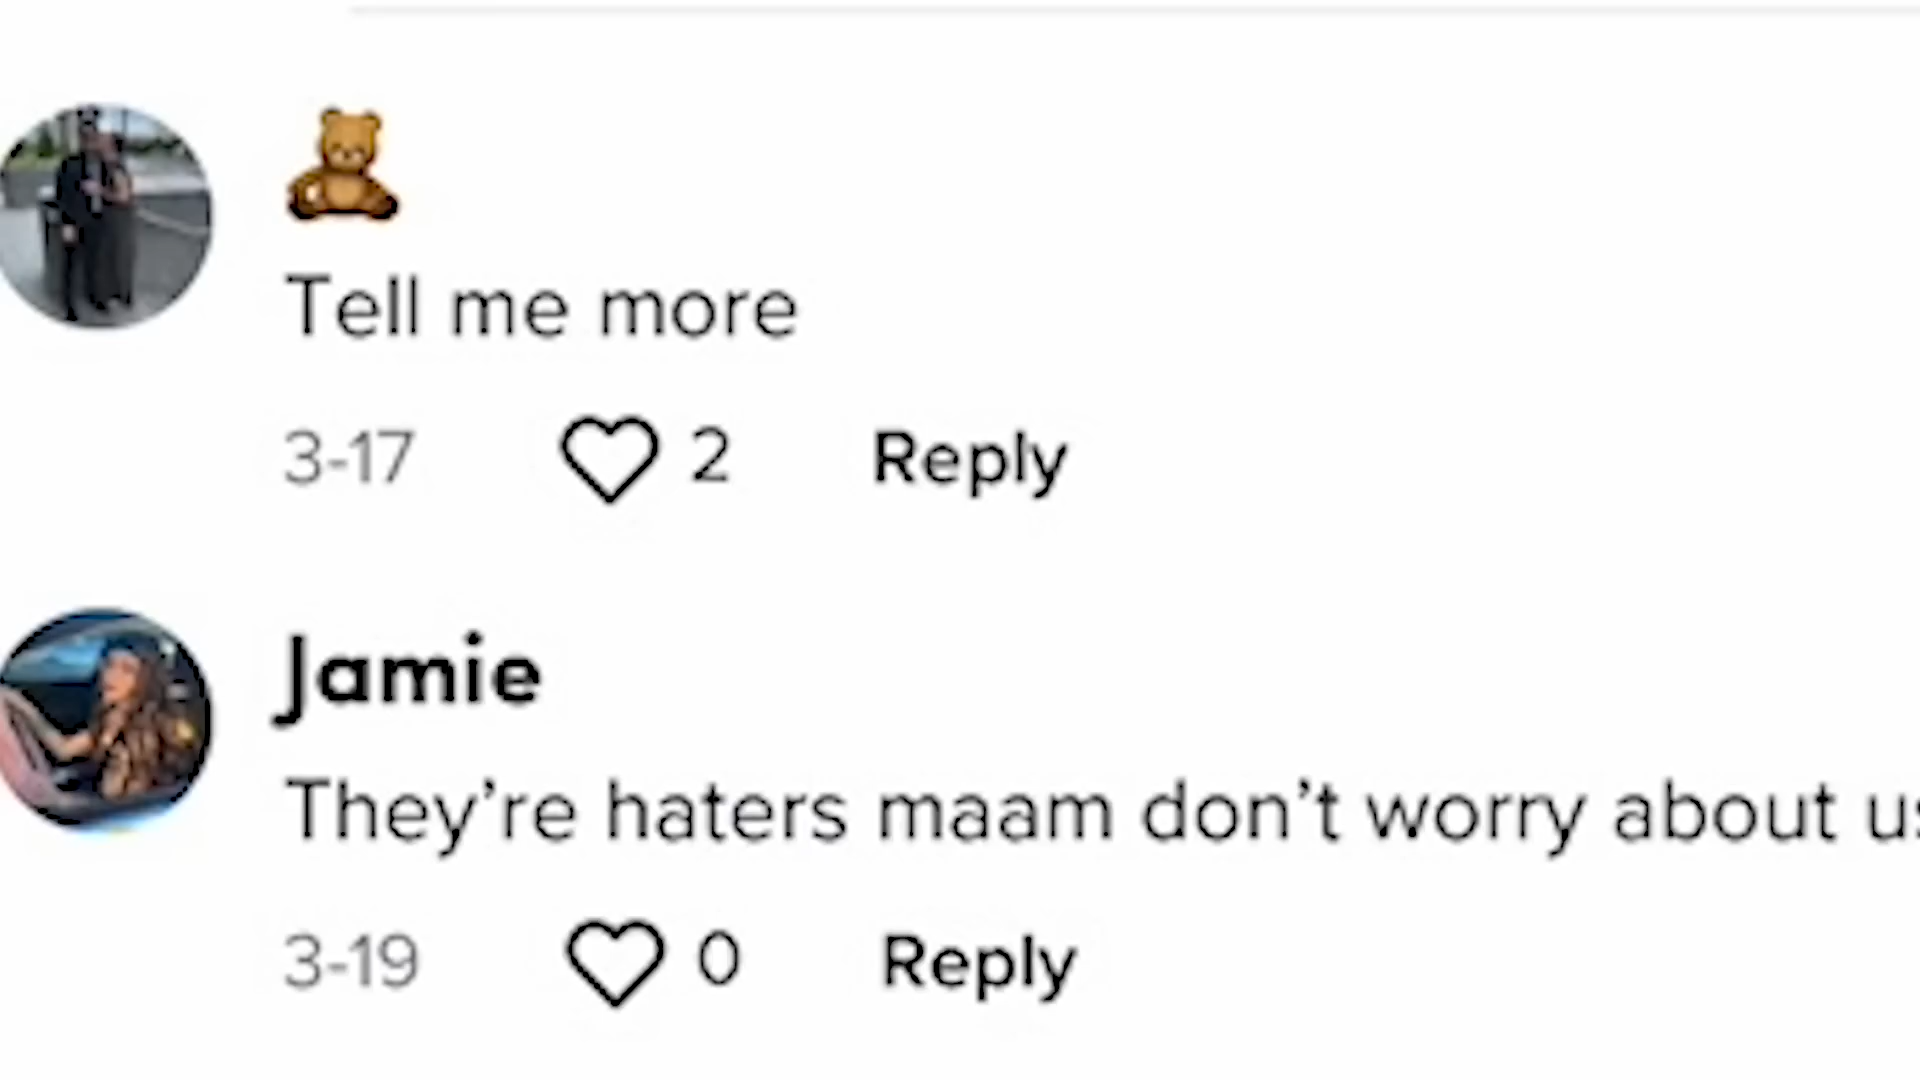 🧸
Tell me more
3-17 2 Reply
Jamie
They’re haters maam don’t worry about
3-19 0 Reply